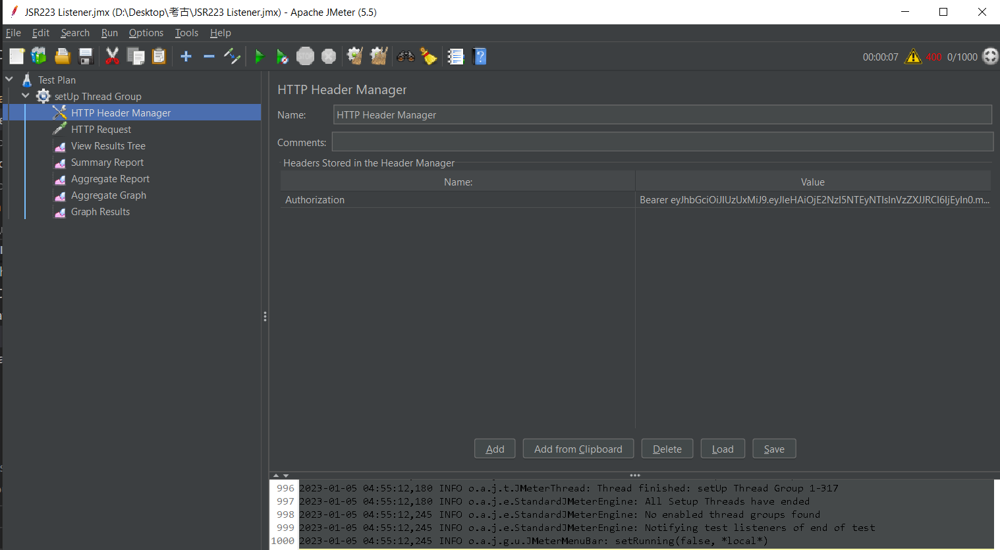 JSR223 Listener.jmx (D:\Desktop\考古\JSR223 Listener.jmx) - Apache JMeter (5.5)
File Edit Search Run Options Tools Help
STOP
00:00:07 400 0/1000
Test Plan
setUp Thread Group
HTTP Header Manager
HTTP Request
View Results Tree
Summary Report
Aggregate Report
Aggregate Graph
Graph Results
HTTP Header Manager
Name: HTTP Header Manager
Comments:
Headers Stored in the Header Manager
Name: Value
Authorization Bearer eyJhbGciOiJIUzUxMiJ9.eyJleHAiOjE2NzI5NTEyNTIsInVzZXJJRCI6IjEyIn0.m...
Add Add from Clipboard Delete Load Save
996 2023-01-05 04:55:12,180 INFO o.a.j.t.JMeterThread: Thread finished: setUp Thread Group 1-317
997 2023-01-05 04:55:12,180 INFO o.a.j.e.StandardJMeterEngine: All Setup Threads have ended
998 2023-01-05 04:55:12,245 INFO o.a.j.e.StandardJMeterEngine: No enabled thread groups found
999 2023-01-05 04:55:12,245 INFO o.a.j.e.StandardJMeterEngine: Notifying test listeners of end of test
1000 2023-01-05 04:55:12,245 INFO o.a.j.g.u.JMeterMenuBar: setRunning(false, *local*)